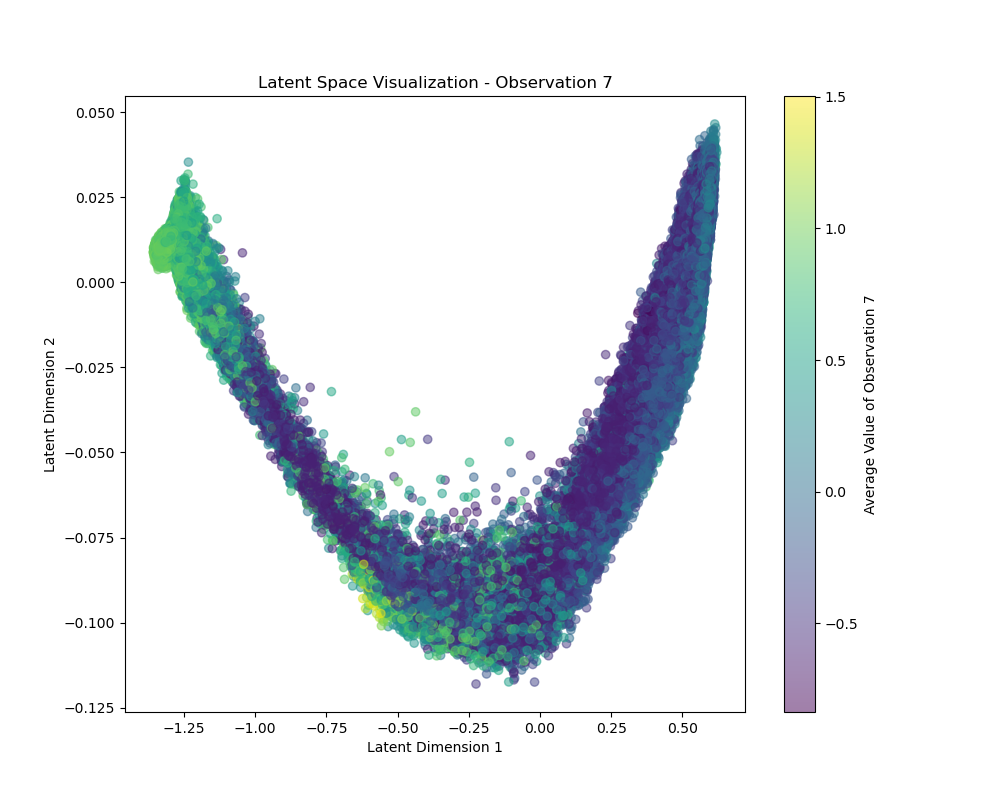 Latent Space Visualization - Observation 7
0.050
0.025
0.000
−0.025
−0.050
−0.075
−0.100
−0.125
Latent Dimension 2
−1.25 −1.00 −0.75 −0.50 −0.25 0.00 0.25 0.50
Latent Dimension 1
1.5
1.0
0.5
0.0
−0.5
Average Value of Observation 7